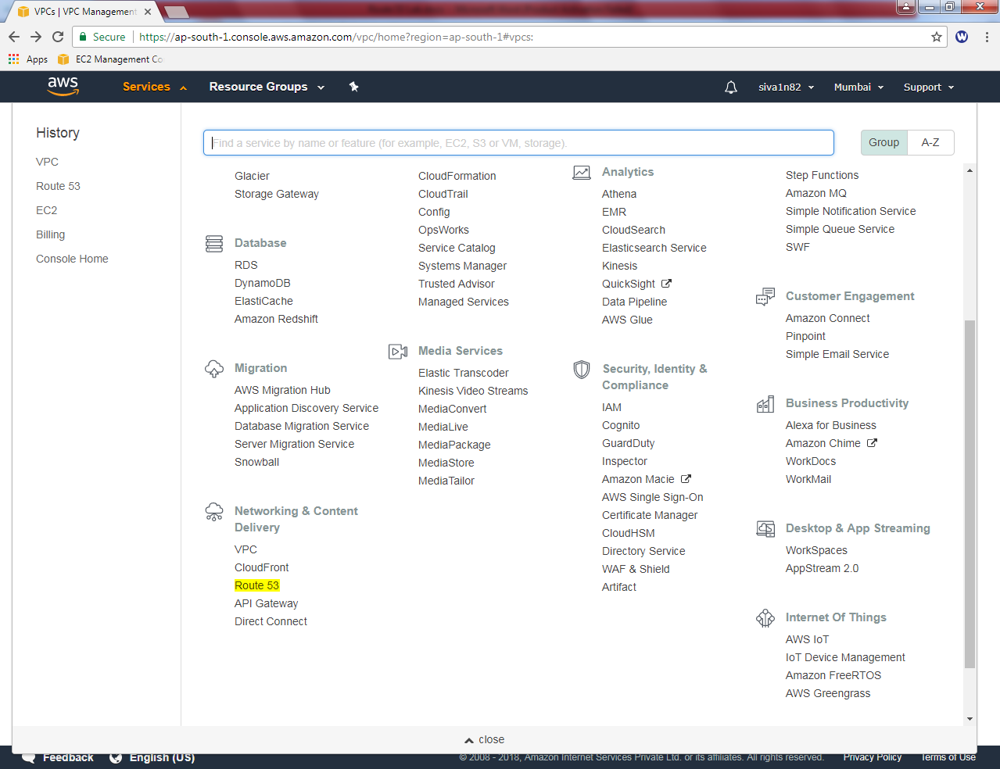 VPCs | VPC Management
Secure
https://ap-south-1.console.aws.amazon.com/vpc/home?region=ap-south-1#vpcs:
Apps
EC2 Management Co
aws
Services
Resource Groups
siva1n82
Mumbai
Support
History
VPC
Route 53
EC2
Billing
Console Home
Find a service by name or feature (for example, EC2, S3 or VM, storage).
Group
A-Z
Glacier
Storage Gateway
Database
RDS
DynamoDB
ElastiCache
Amazon Redshift
Migration
AWS Migration Hub
Application Discovery Service
Database Migration Service
Server Migration Service
Snowball
Networking & Content
Delivery
VPC
CloudFront
Route 53
API Gateway
Direct Connect
CloudFormation
CloudTrail
Config
OpsWorks
Service Catalog
Systems Manager
Trusted Advisor
Managed Services
Media Services
Elastic Transcoder
Kinesis Video Streams
MediaConvert
MediaLive
MediaPackage
MediaStore
MediaTailor
Analytics
Athena
EMR
CloudSearch
Elasticsearch Service
Kinesis
QuickSight
Data Pipeline
AWS Glue
Security, Identity &
Compliance
IAM
Cognito
GuardDuty
Inspector
Amazon Macie
AWS Single Sign-On
Certificate Manager
CloudHSM
Directory Service
WAF & Shield
Artifact
Step Functions
Amazon MQ
Simple Notification Service
Simple Queue Service
SWF
Customer Engagement
Amazon Connect
Pinpoint
Simple Email Service
Business Productivity
Alexa for Business
Amazon Chime
WorkDocs
WorkMail
Desktop & App Streaming
WorkSpaces
AppStream 2.0
Internet Of Things
AWS IoT
IoT Device Management
Amazon FreeRTOS
AWS Greengrass
close
Feedback
English (US)
© 2008 - 2018, Amazon Internet Services Private Ltd. or its affiliates. All rights reserved.
Privacy Policy
Terms of Use